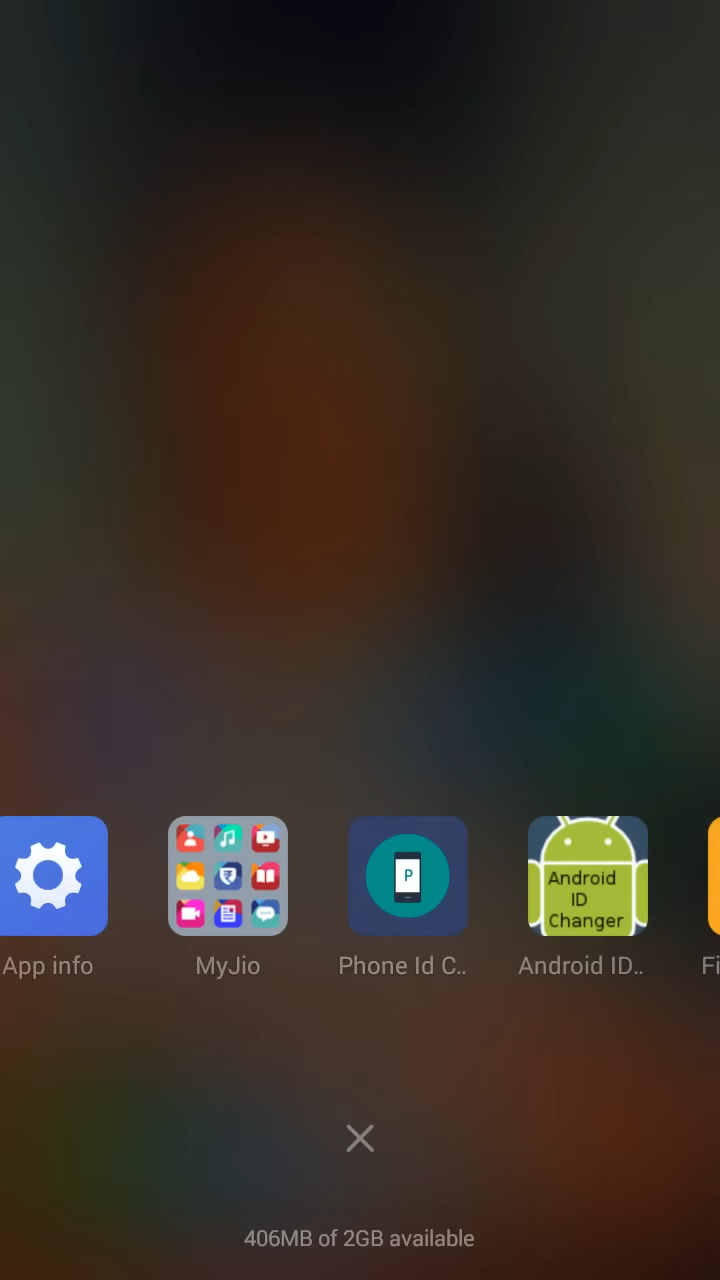 Android
ID
Changer
P
App info
MyJio
Phone Id C..
Android ID..
Fi
406MB of 2GB available